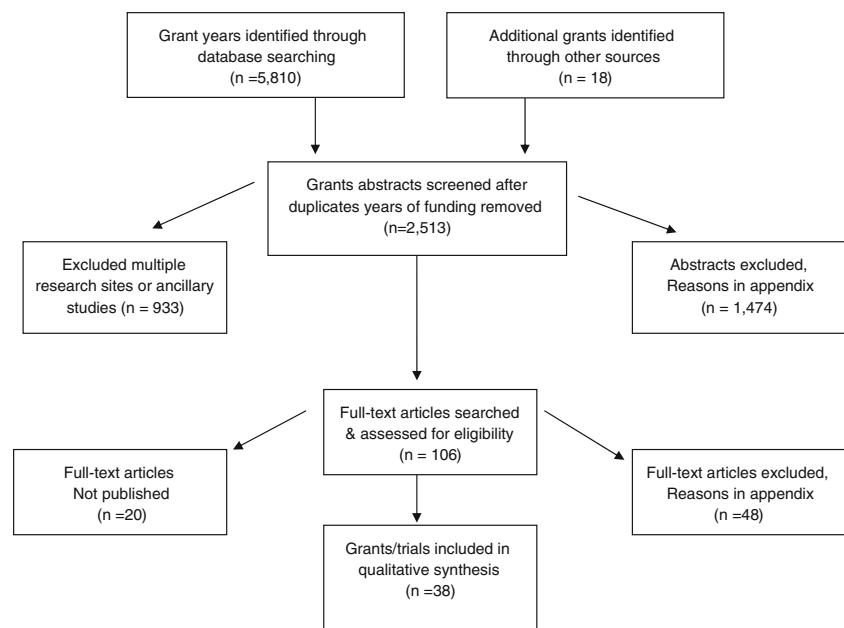 Grant years identified through
database searching
(n =5,810)
Additional grants identified
through other sources
(n = 18)
Grants abstracts screened after
duplicates years of funding removed
(n=2,513)
Excluded multiple
research sites or ancillary
studies (n = 933)
Abstracts excluded,
Reasons in appendix
(n = 1,474)
Full-text articles searched
& assessed for eligibility
(n = 106)
Full-text articles
Not published
(n =20)
Full-text articles excluded,
Reasons in appendix
(n =48)
Grants/trials included in
qualitative synthesis
(n =38)